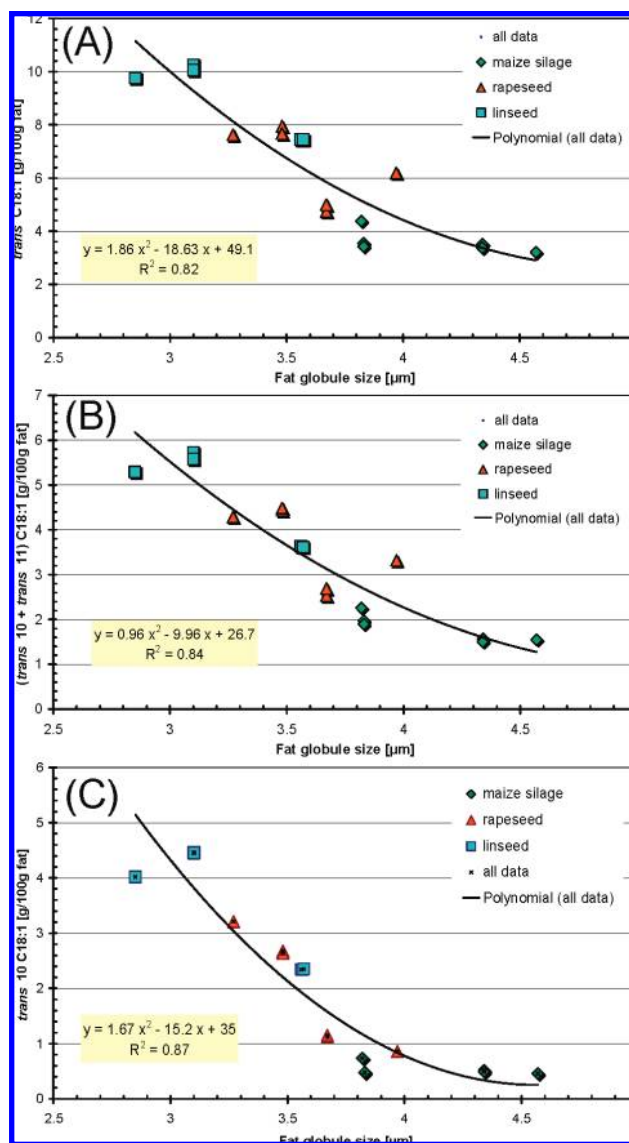 (A)
all data
maize silage
rapeseed
linseed
Polynomial (all data)
trans C18:1 [g/100g fat]
12
10
8
6
4
2
0
y = 1.86 x² - 18.63 x + 49.1
R² = 0.82
2.5 3 3.5 4 4.5
Fat globule size [µm]
(B)
all data
maize silage
rapeseed
linseed
Polynomial (all data)
(trans 10 + trans 11) C18:1 [g/100g fat]
7
6
5
4
3
2
1
0
y = 0.96 x² - 9.96 x + 26.7
R² = 0.84
2.5 3 3.5 4 4.5
Fat globule size [µm]
(C)
maize silage
rapeseed
linseed
all data
Polynomial (all data)
trans 10 C18:1 [g/100g fat]
6
5
4
3
2
1
0
y = 1.67 x² - 15.2 x + 35
R² = 0.87
2.5 3 3.5 4 4.5
Fat globule size [µm]